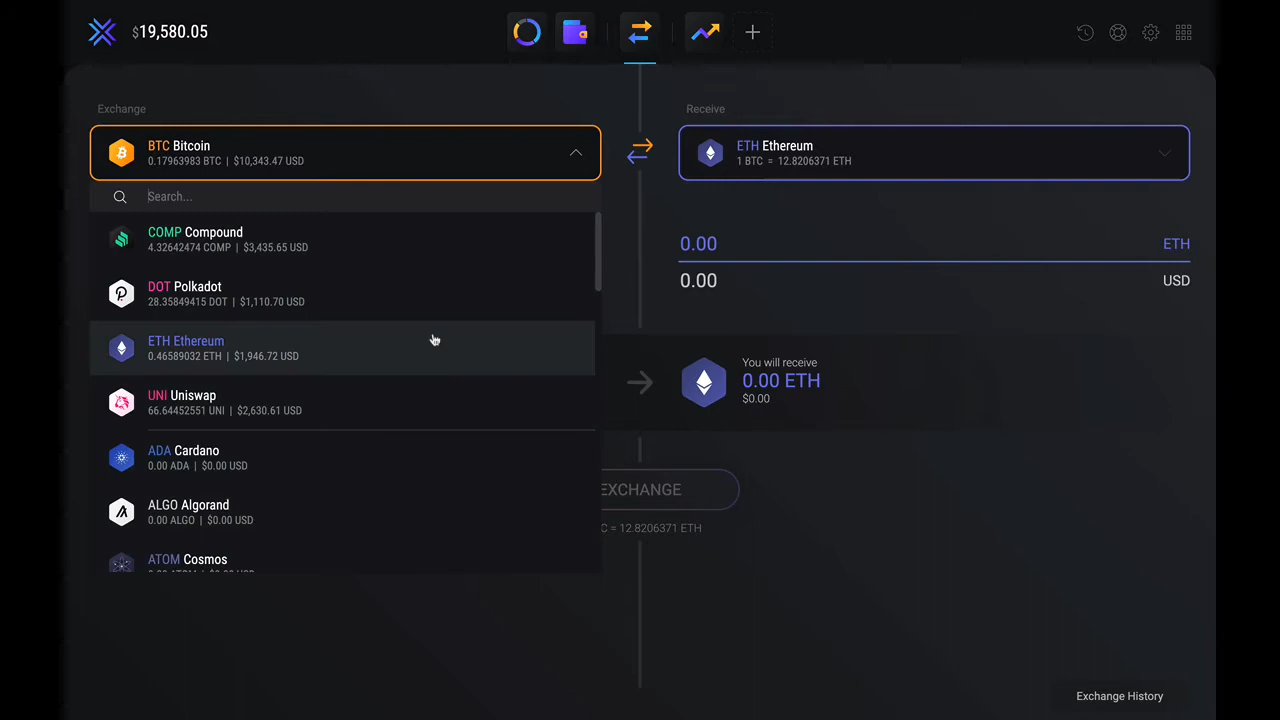 $19,580.05
Exchange
BTC Bitcoin
0.17963983 BTC | $10,343.47 USD
Search...
COMP Compound
4.32642474 COMP | $3,435.65 USD
DOT Polkadot
28.35849415 DOT | $1,110.70 USD
ETH Ethereum
0.46589032 ETH | $1,946.72 USD
UNI Uniswap
66.64452551 UNI | $2,630.61 USD
ADA Cardano
0.00 ADA | $0.00 USD
ALGO Algorand
0.00 ALGO | $0.00 USD
ATOM Cosmos
Receive
ETH Ethereum
1 BTC = 12.8206371 ETH
0.00 ETH
0.00 USD
You will receive
0.00 ETH
$0.00
EXCHANGE
C = 12.8206371 ETH
Exchange History